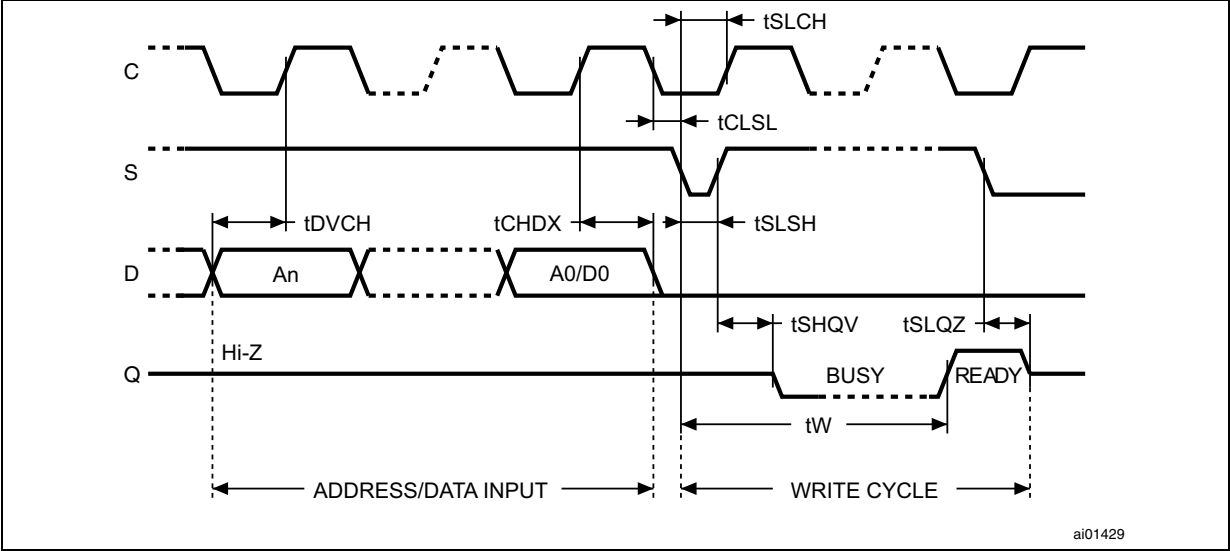 tSLCH
C
tCLSL
S
tDVCH
tCHDX
tSLSH
D
An
A0/D0
tSHQV
tSLQZ
Hi-Z
Q
BUSY
READY
tW
ADDRESS/DATA INPUT
WRITE CYCLE
ai01429